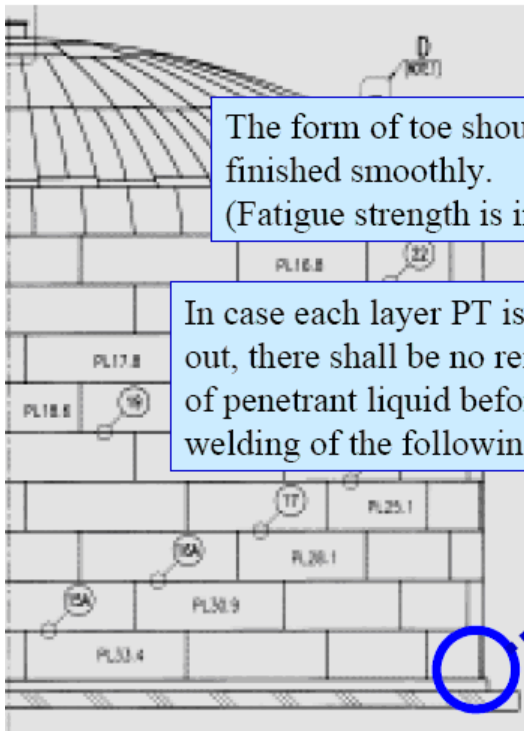 D
The form of toe shou
finished smoothly.
(Fatigue strength is i
22
PL16.8
In case each layer PT is
out, there shall be no re
of penetrant liquid befo
welding of the followin
PL17.8
PL18.6
19
17
PL25.1
16A
PL28.1
15A
PL30.9
PL33.4